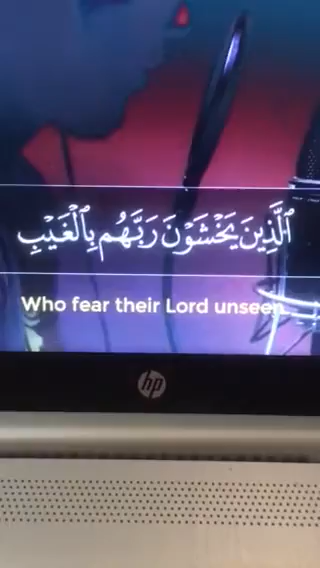 ٱلَّذِينَ يَخْشَوْنَ رَبَّهُم بِٱلْغَيْبِ
Who fear their Lord unseen
hp